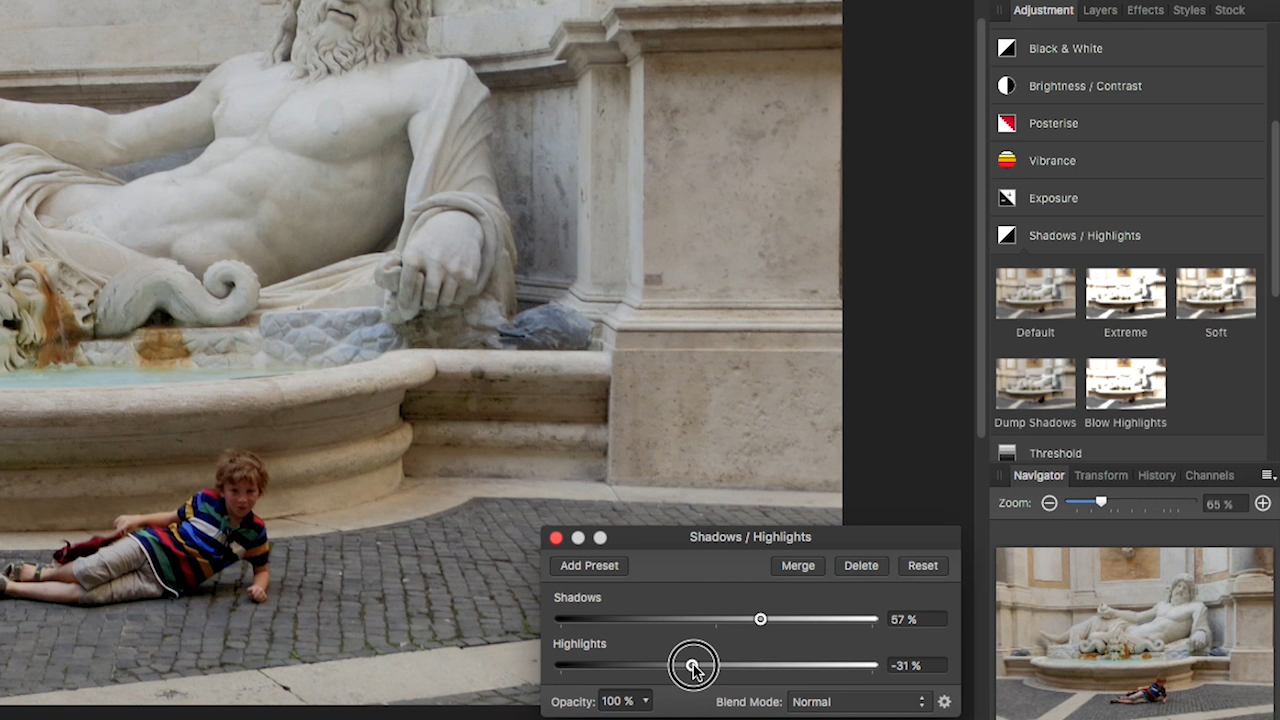 Adjustment Layers Effects Styles Stock
Black & White
Brightness / Contrast
Posterise
Vibrance
Exposure
Shadows / Highlights
Default Extreme Soft
Dump Shadows Blow Highlights
Threshold
Navigator Transform History Channels
Zoom: 65 %
Shadows / Highlights
Add Preset Merge Delete Reset
Shadows
57 %
Highlights
-31 %
Opacity: 100 % Blend Mode: Normal